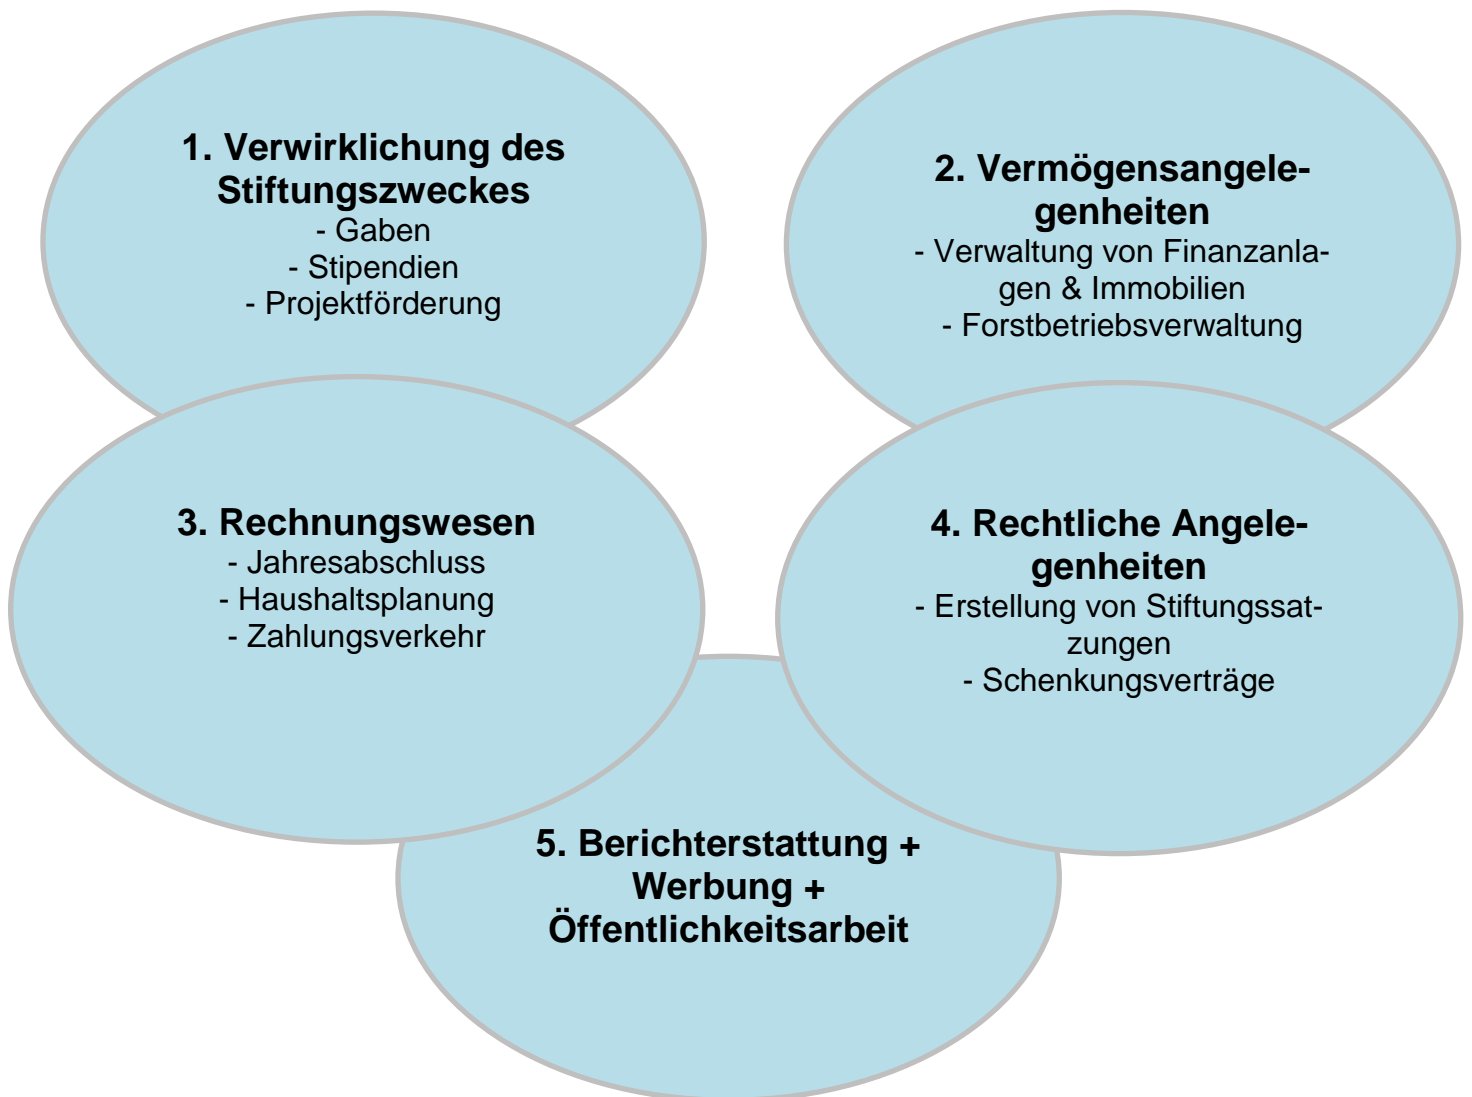 1. Verwirklichung des
Stiftungszweckes
- Gaben
- Stipendien
- Projektförderung
2. Vermögensangele-
genheiten
- Verwaltung von Finanzanla-
gen & Immobilien
- Forstbetriebsverwaltung
3. Rechnungswesen
- Jahresabschluss
- Haushaltsplanung
- Zahlungsverkehr
4. Rechtliche Angele-
genheiten
- Erstellung von Stiftungssat-
zungen
- Schenkungsverträge
5. Berichterstattung +
Werbung +
Öffentlichkeitsarbeit